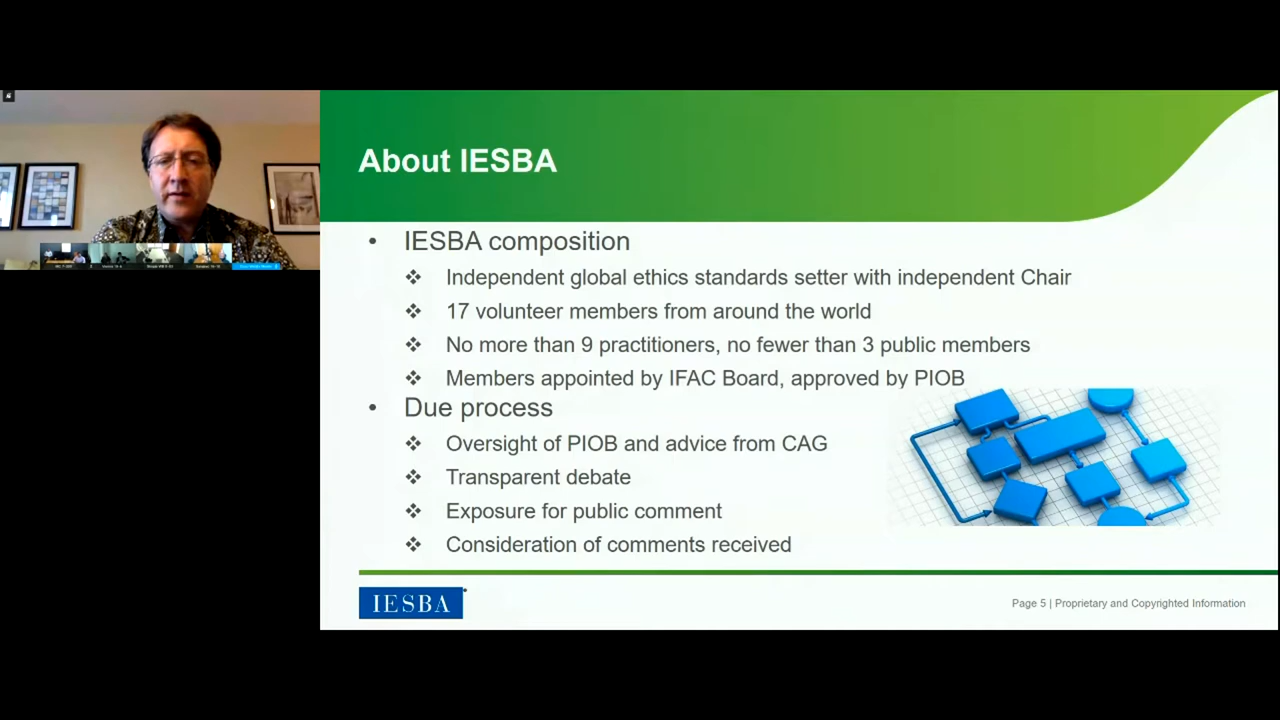 About IESBA
• IESBA composition
❖ Independent global ethics standards setter with independent Chair
❖ 17 volunteer members from around the world
❖ No more than 9 practitioners, no fewer than 3 public members
❖ Members appointed by IFAC Board, approved by PIOB
• Due process
❖ Oversight of PIOB and advice from CAG
❖ Transparent debate
❖ Exposure for public comment
❖ Consideration of comments received
IESBA
Page 5 | Proprietary and Copyrighted Information